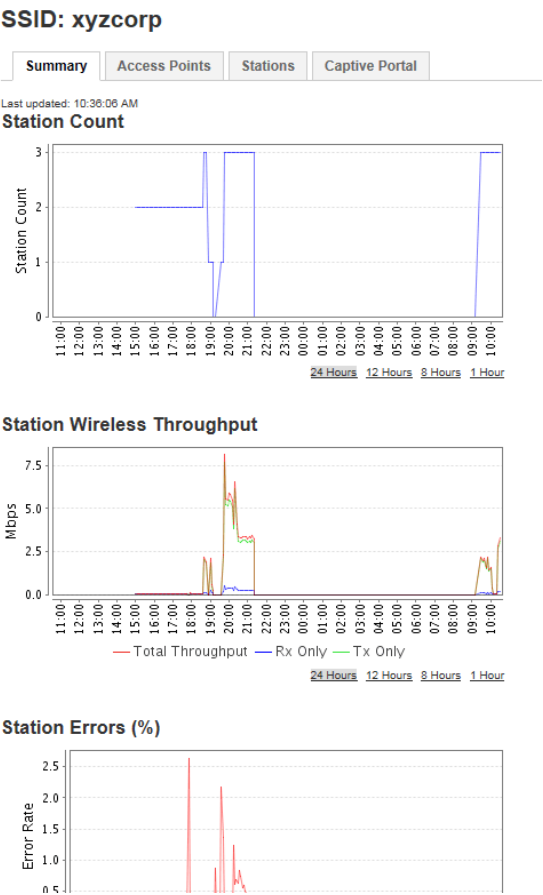 SSID: xyzcorp
Summary Access Points Stations Captive Portal
Last updated: 10:36:06 AM
Station Count
3
2
1
0
Station Count
11:00 12:00 13:00 14:00 15:00 16:00 17:00 18:00 19:00 20:00 21:00 22:00 23:00 00:00 01:00 02:00 03:00 04:00 05:00 06:00 07:00 08:00 09:00 10:00
24 Hours 12 Hours 8 Hours 1 Hour
Station Wireless Throughput
7.5
5.0
2.5
0.0
Mbps
11:00 12:00 13:00 14:00 15:00 16:00 17:00 18:00 19:00 20:00 21:00 22:00 23:00 00:00 01:00 02:00 03:00 04:00 05:00 06:00 07:00 08:00 09:00 10:00
Total Throughput Rx Only Tx Only
24 Hours 12 Hours 8 Hours 1 Hour
Station Errors (%)
2.5
2.0
1.5
1.0
0.5
Error Rate